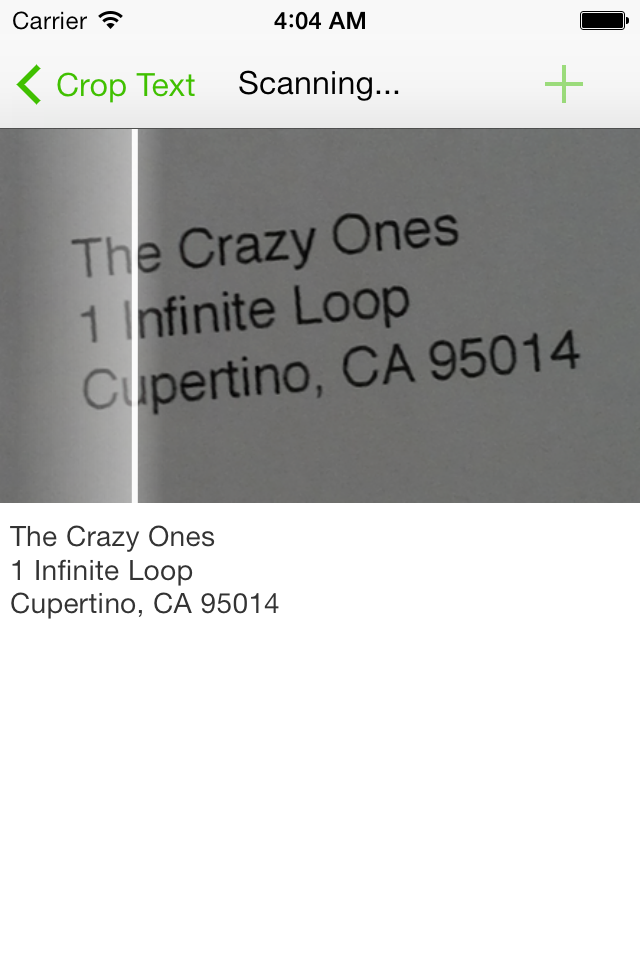 Carrier 4:04 AM
Crop Text Scanning...
The Crazy Ones
1 Infinite Loop
Cupertino, CA 95014
The Crazy Ones
1 Infinite Loop
Cupertino, CA 95014